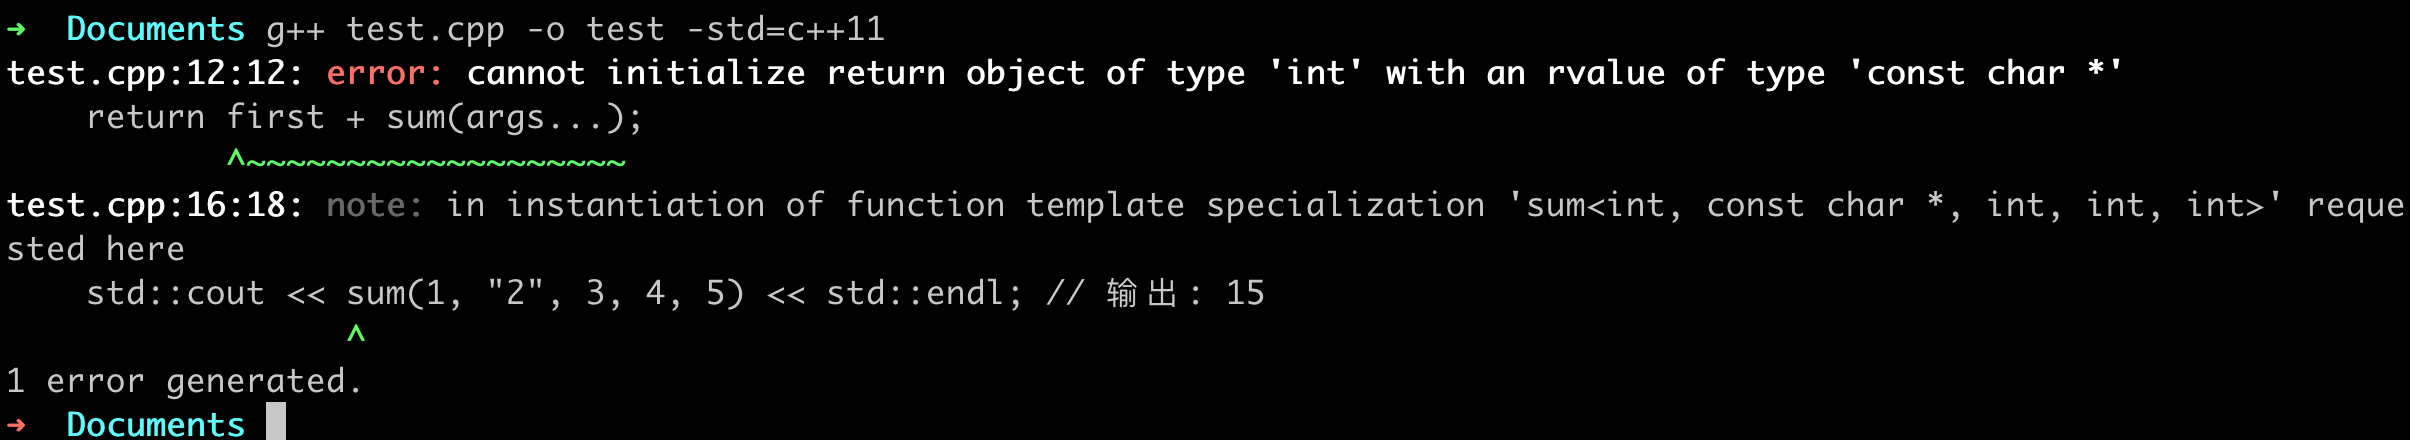 ➜  Documents g++ test.cpp -o test -std=c++11
test.cpp:12:12: error: cannot initialize return object of type 'int' with an rvalue of type 'const char *'
    return first + sum(args...);
           ^~~~~~~~~~~~~~~~~~~~
test.cpp:16:18: note: in instantiation of function template specialization 'sum<int, const char *, int, int, int>' reque
sted here
    std::cout << sum(1, "2", 3, 4, 5) << std::endl; // 输出: 15
                 ^
1 error generated.
➜  Documents